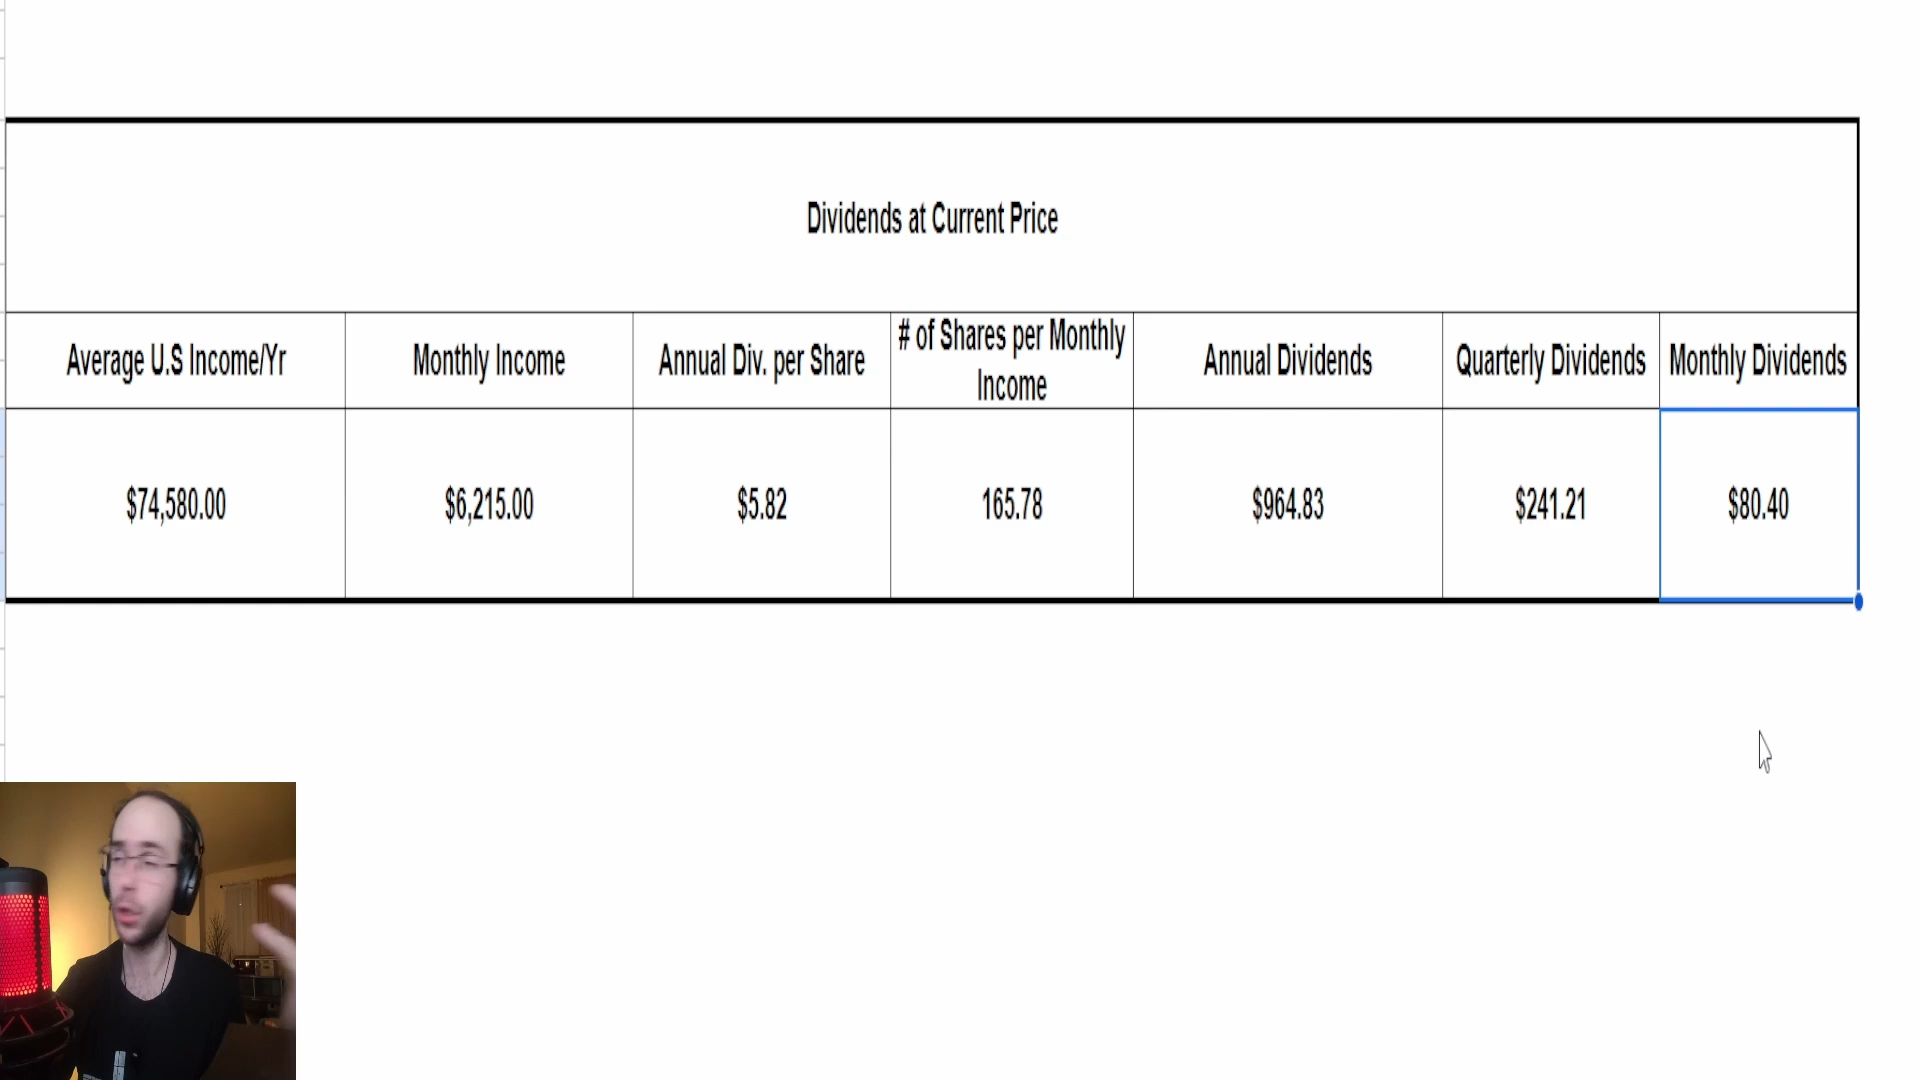 Dividends at Current Price
Average U.S Income/Yr
Monthly Income
Annual Div. per Share
# of Shares per Monthly
Income
Annual Dividends
Quarterly Dividends
Monthly Dividends
$74,580.00
$6,215.00
$5.82
165.78
$964.83
$241.21
$80.40